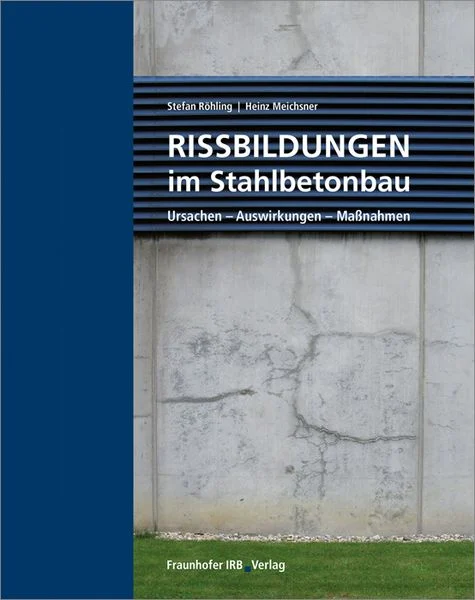 Stefan Röhling | Heinz Meichsner
RISSBILDUNGEN
im Stahlbetonbau
Ursachen – Auswirkungen – Maßnahmen
Fraunhofer IRB Verlag